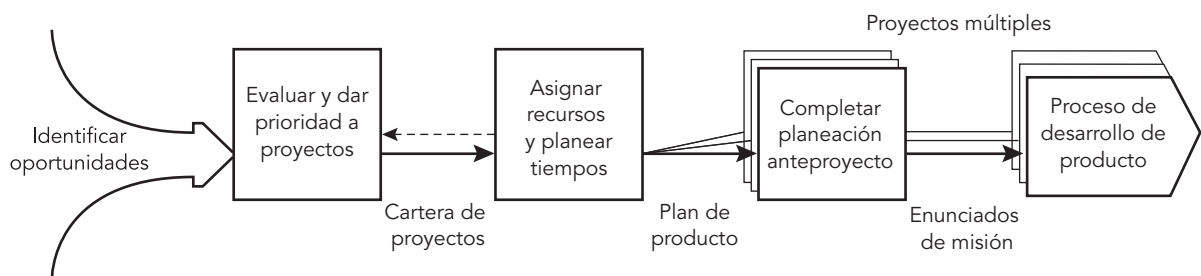 Proyectos múltiples
Identificar
oportunidades
Evaluar y dar
prioridad a
proyectos
Cartera de
proyectos
Asignar
recursos
y planear
tiempos
Plan de
producto
Completar
planeación
anteproyecto
Enunciados
de misión
Proceso de
desarrollo de
producto